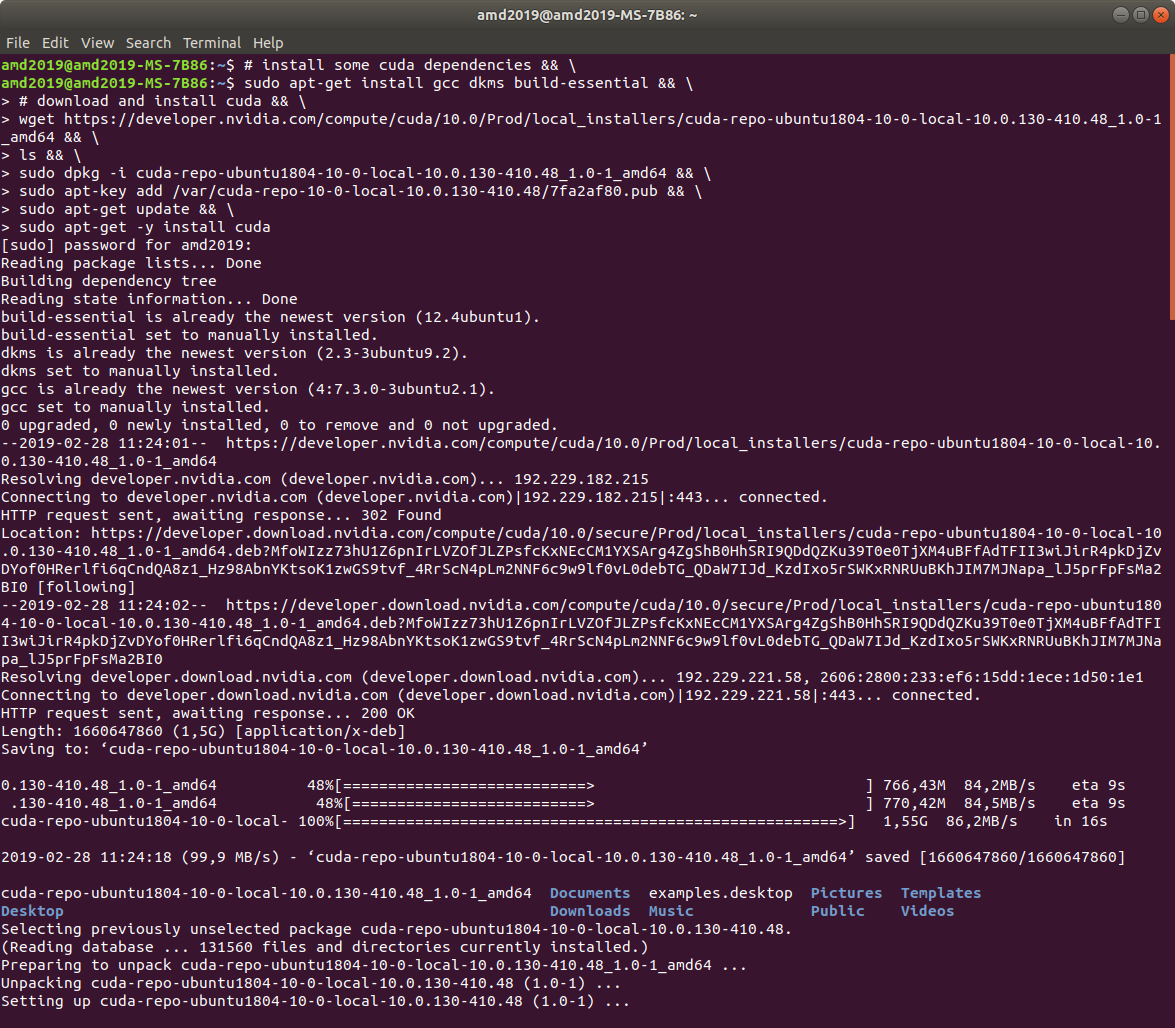 amd2019@amd2019-MS-7B86: ~
File Edit View Search Terminal Help
amd2019@amd2019-MS-7B86:~$ # install some cuda dependencies && \
amd2019@amd2019-MS-7B86:~$ sudo apt-get install gcc dkms build-essential && \
> # download and install cuda && \
> wget https://developer.nvidia.com/compute/cuda/10.0/Prod/local_installers/cuda-repo-ubuntu1804-10-0-local-10.0.130-410.48_1.0-1
_amd64 && \
> ls && \
> sudo dpkg -i cuda-repo-ubuntu1804-10-0-local-10.0.130-410.48_1.0-1_amd64 && \
> sudo apt-key add /var/cuda-repo-10-0-local-10.0.130-410.48/7fa2af80.pub && \
> sudo apt-get update && \
> sudo apt-get -y install cuda
[sudo] password for amd2019:
Reading package lists... Done
Building dependency tree
Reading state information... Done
build-essential is already the newest version (12.4ubuntu1).
build-essential set to manually installed.
dkms is already the newest version (2.3-3ubuntu9.2).
dkms set to manually installed.
gcc is already the newest version (4:7.3.0-3ubuntu2.1).
gcc set to manually installed.
0 upgraded, 0 newly installed, 0 to remove and 0 not upgraded.
--2019-02-28 11:24:01--  https://developer.nvidia.com/compute/cuda/10.0/Prod/local_installers/cuda-repo-ubuntu1804-10-0-local-10.
0.130-410.48_1.0-1_amd64
Resolving developer.nvidia.com (developer.nvidia.com)... 192.229.182.215
Connecting to developer.nvidia.com (developer.nvidia.com)|192.229.182.215|:443... connected.
HTTP request sent, awaiting response... 302 Found
Location: https://developer.download.nvidia.com/compute/cuda/10.0/secure/Prod/local_installers/cuda-repo-ubuntu1804-10-0-local-10
.0.130-410.48_1.0-1_amd64.deb?MfoWIzz73hU1Z6pnIrLVZOfJLZPsfcKxNEcCM1YXSArg4ZgShB0HhSRI9QDdQZKu39T0e0TjXM4uBFfAdTFII3wiJirR4pkDjZv
DYof0HRerlfi6qCndQA8z1_Hz98AbnYKtsoK1zwGS9tvf_4RrScN4pLm2NNF6c9w9lf0vL0debTG_QDaW7IJd_KzdIxo5rSWKxRNRUuBKhJIM7MJNapa_lJ5prFpFsMa2
BI0 [following]
--2019-02-28 11:24:02--  https://developer.download.nvidia.com/compute/cuda/10.0/secure/Prod/local_installers/cuda-repo-ubuntu180
4-10-0-local-10.0.130-410.48_1.0-1_amd64.deb?MfoWIzz73hU1Z6pnIrLVZOfJLZPsfcKxNEcCM1YXSArg4ZgShB0HhSRI9QDdQZKu39T0e0TjXM4uBFfAdTFI
I3wiJirR4pkDjZvDYof0HRerlfi6qCndQA8z1_Hz98AbnYKtsoK1zwGS9tvf_4RrScN4pLm2NNF6c9w9lf0vL0debTG_QDaW7IJd_KzdIxo5rSWKxRNRUuBKhJIM7MJNa
pa_lJ5prFpFsMa2BI0
Resolving developer.download.nvidia.com (developer.download.nvidia.com)... 192.229.221.58, 2606:2800:233:ef6:15dd:1ece:1d50:1e1
Connecting to developer.download.nvidia.com (developer.download.nvidia.com)|192.229.221.58|:443... connected.
HTTP request sent, awaiting response... 200 OK
Length: 1660647860 (1,5G) [application/x-deb]
Saving to: ‘cuda-repo-ubuntu1804-10-0-local-10.0.130-410.48_1.0-1_amd64’
0.130-410.48_1.0-1_amd64          48%[===========================>                              ] 766,43M  84,2MB/s    eta 9s
.130-410.48_1.0-1_amd64           48%[==========================>                              ] 770,42M  84,5MB/s    eta 9s
cuda-repo-ubuntu1804-10-0-local- 100%[=======================================================>]   1,55G  86,2MB/s    in 16s
2019-02-28 11:24:18 (99,9 MB/s) - ‘cuda-repo-ubuntu1804-10-0-local-10.0.130-410.48_1.0-1_amd64’ saved [1660647860/1660647860]
cuda-repo-ubuntu1804-10-0-local-10.0.130-410.48_1.0-1_amd64  Documents  examples.desktop  Pictures  Templates
Desktop                                                      Downloads  Music             Public    Videos
Selecting previously unselected package cuda-repo-ubuntu1804-10-0-local-10.0.130-410.48.
(Reading database ... 131560 files and directories currently installed.)
Preparing to unpack cuda-repo-ubuntu1804-10-0-local-10.0.130-410.48_1.0-1_amd64 ...
Unpacking cuda-repo-ubuntu1804-10-0-local-10.0.130-410.48 (1.0-1) ...
Setting up cuda-repo-ubuntu1804-10-0-local-10.0.130-410.48 (1.0-1) ...